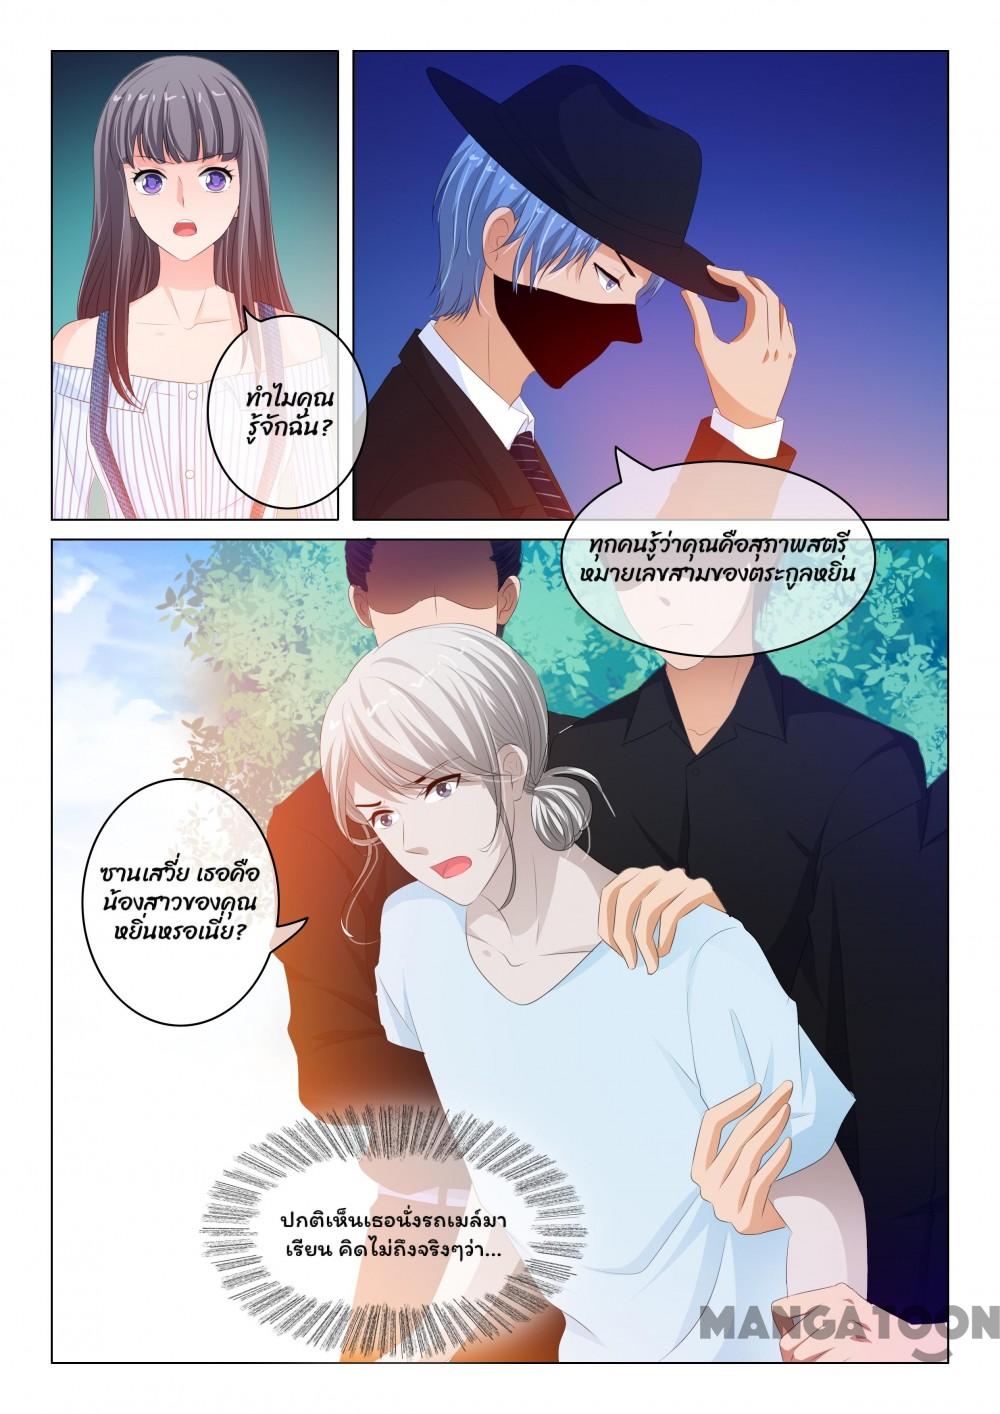 ทำไมคุณ
รู้จักฉัน?
ทุกคนรู้ว่าคุณคือสุภาพสตรี
หมายเลขสามของตระกูลหยิ่น
ซานเสวี่ย เธอคือ
น้องสาวของคุณ
หยิ่นหรอเนี่ย?
ปกติเห็นเธอนั่งรถเมล์มา
เรียน คิดไม่ถึงจริงๆว่า...
MANGATOON